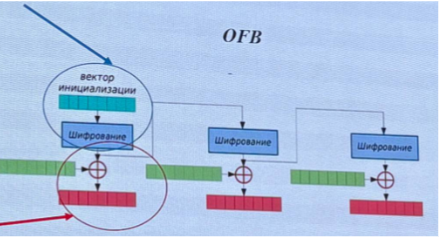 OFB
вектор
инициализации
Шифрование
Шифрование
Шифрование